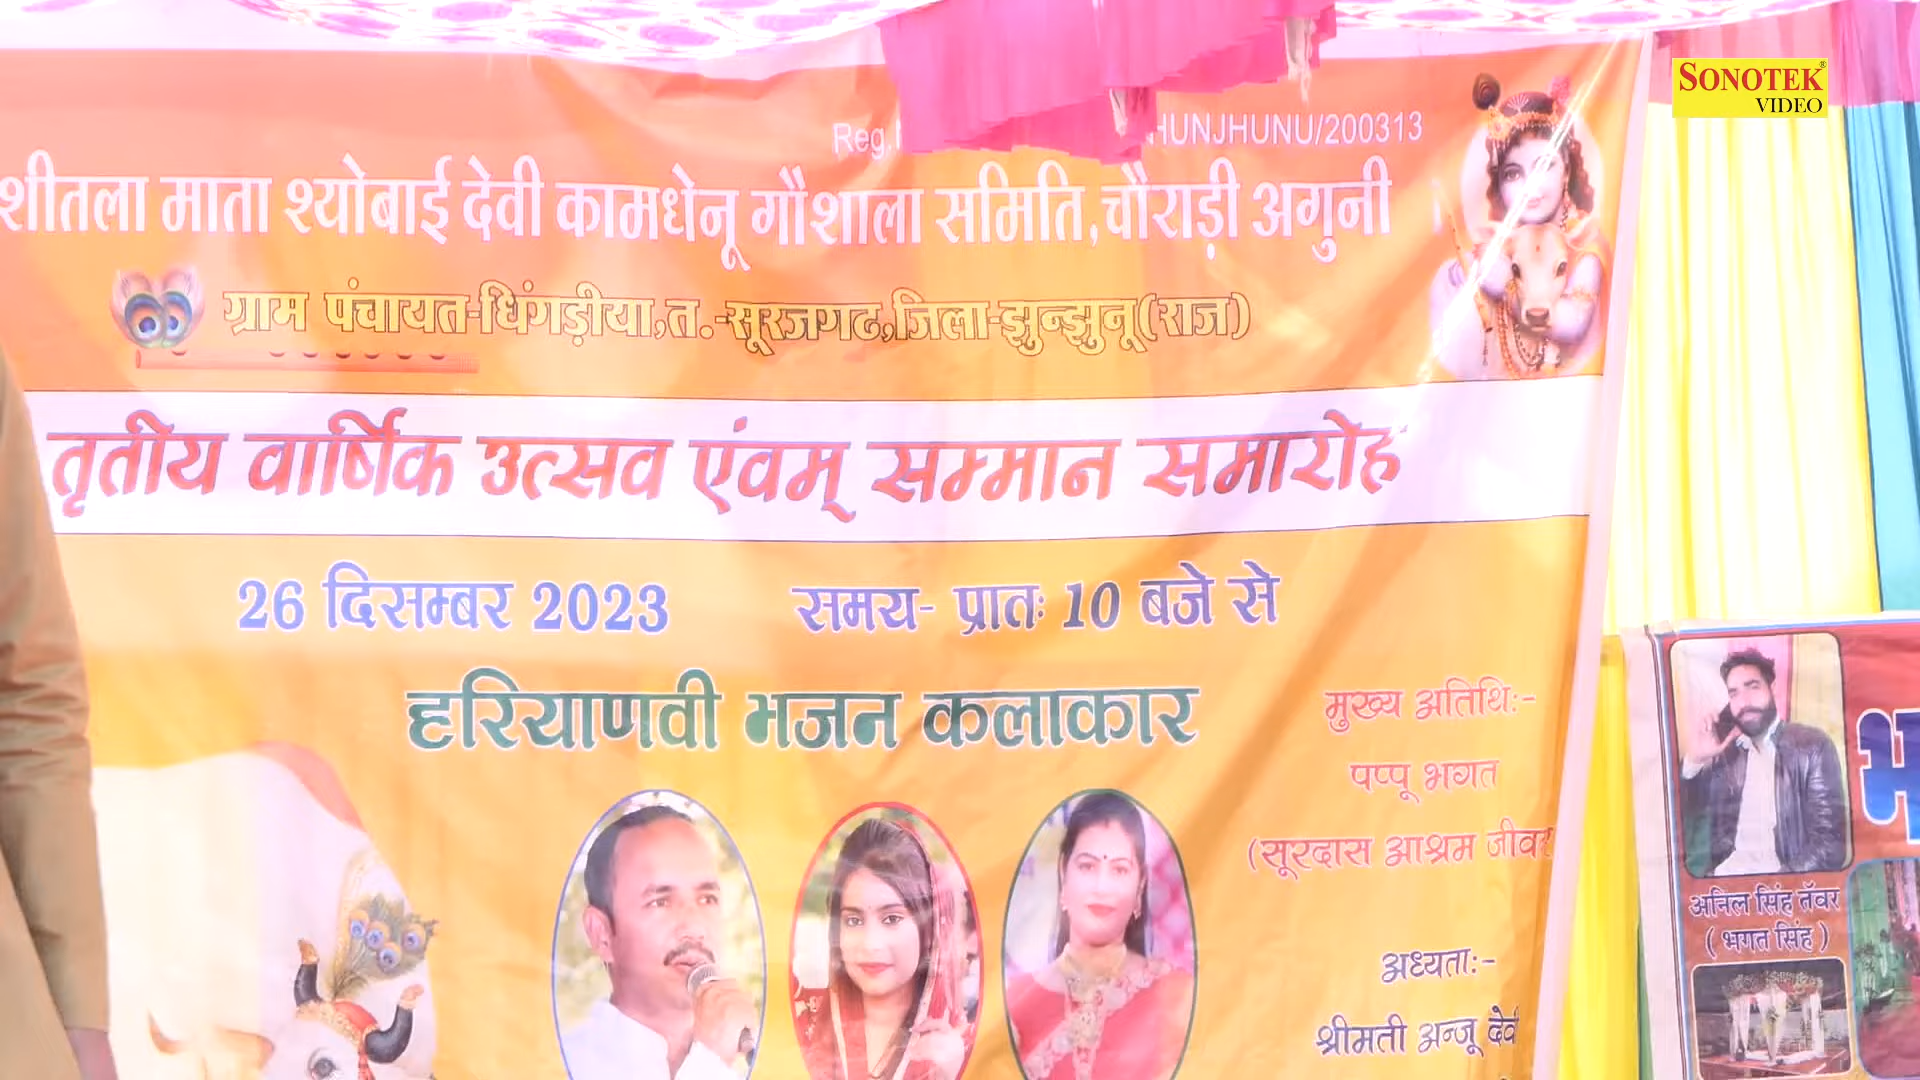 SONOTEK
VIDEO
Reg. HUNJHUNU/200313
शीतला माता श्योबाई देवी कामधेनू गौशाला समिति,चौराड़ी अगुनी
ग्राम पंचायत-धिंगड़ीया,त.-सूरजगढ,जिला-झुन्झुनू(राज)
तृतीय वार्षिक उत्सव एंवम् सम्मान समारोह
26 दिसम्बर 2023 समय- प्रातः 10 बजे से
हरियाणवी भजन कलाकार
मुख्य अतिथि:-
पप्पू भगत
(सूरदास आश्रम
अध्यता:-
श्रीमती अन्जू
अनिल सिंह तॅवर
( भगत सिंह )